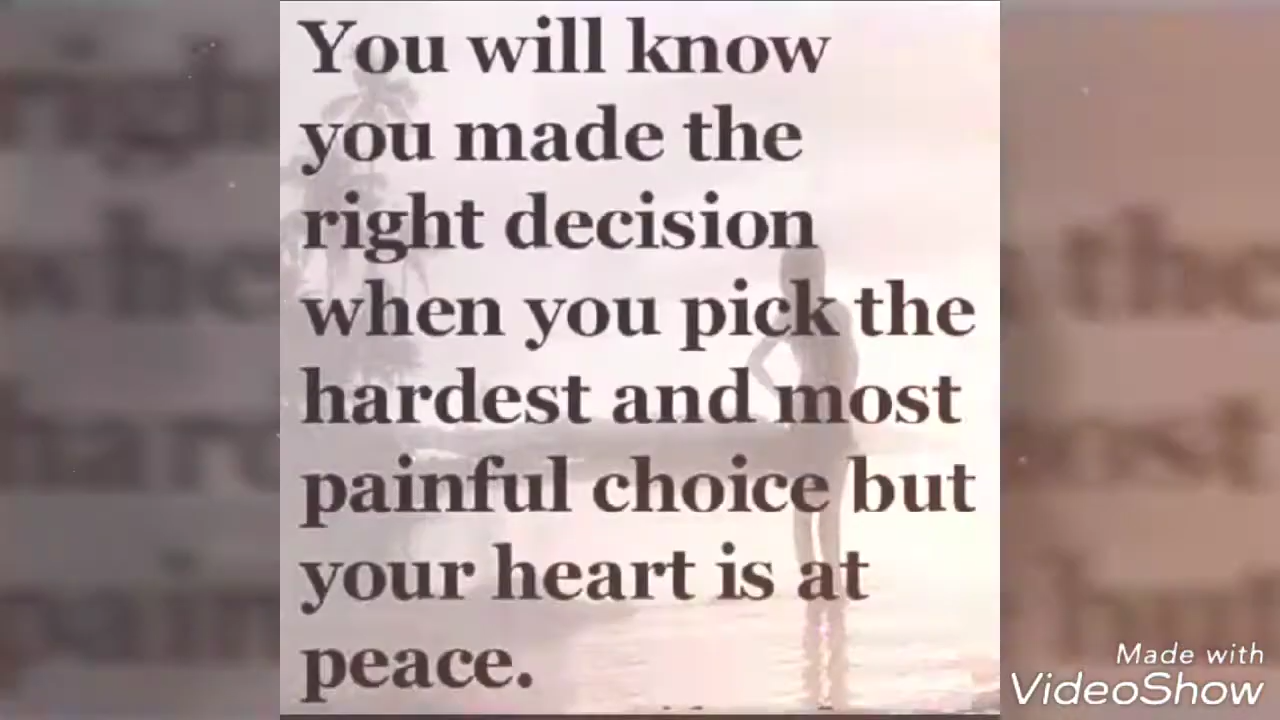 You will know
you made the
right decision
when you pick the
hardest and most
painful choice but
your heart is at
peace.
Made with
VideoShow